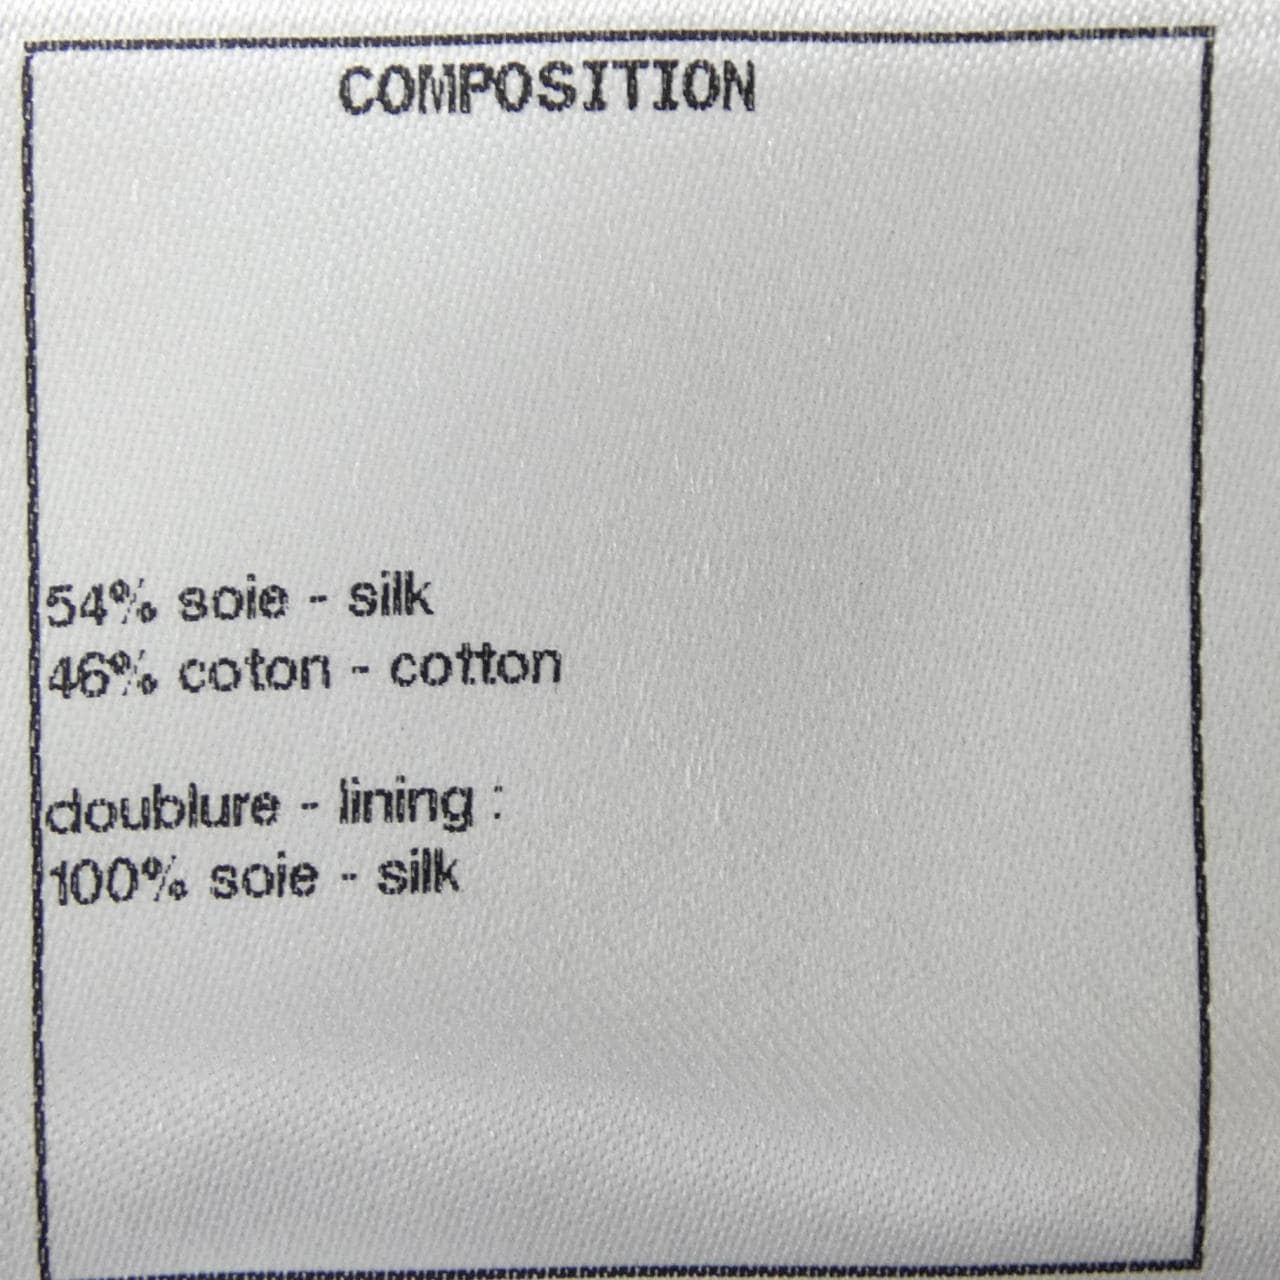 COMPOSITION
54% soie - silk
46% coton - cotton
doublure - lining :
100% soie - silk